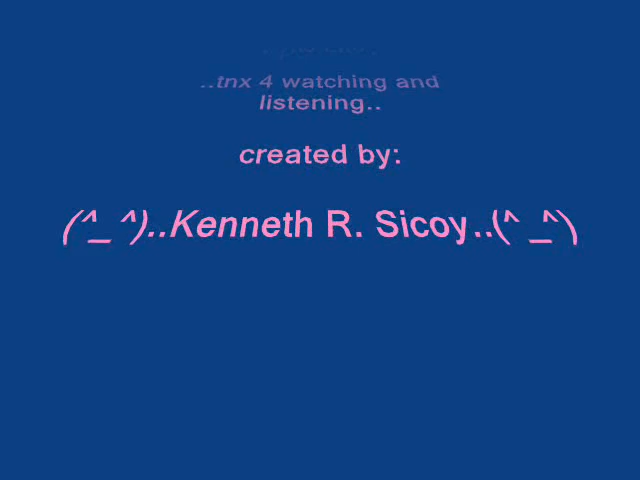 ..tnx 4 watching and
listening..
created by:
(^_ ^)..Kenneth R. Sicoy..(^ _^)